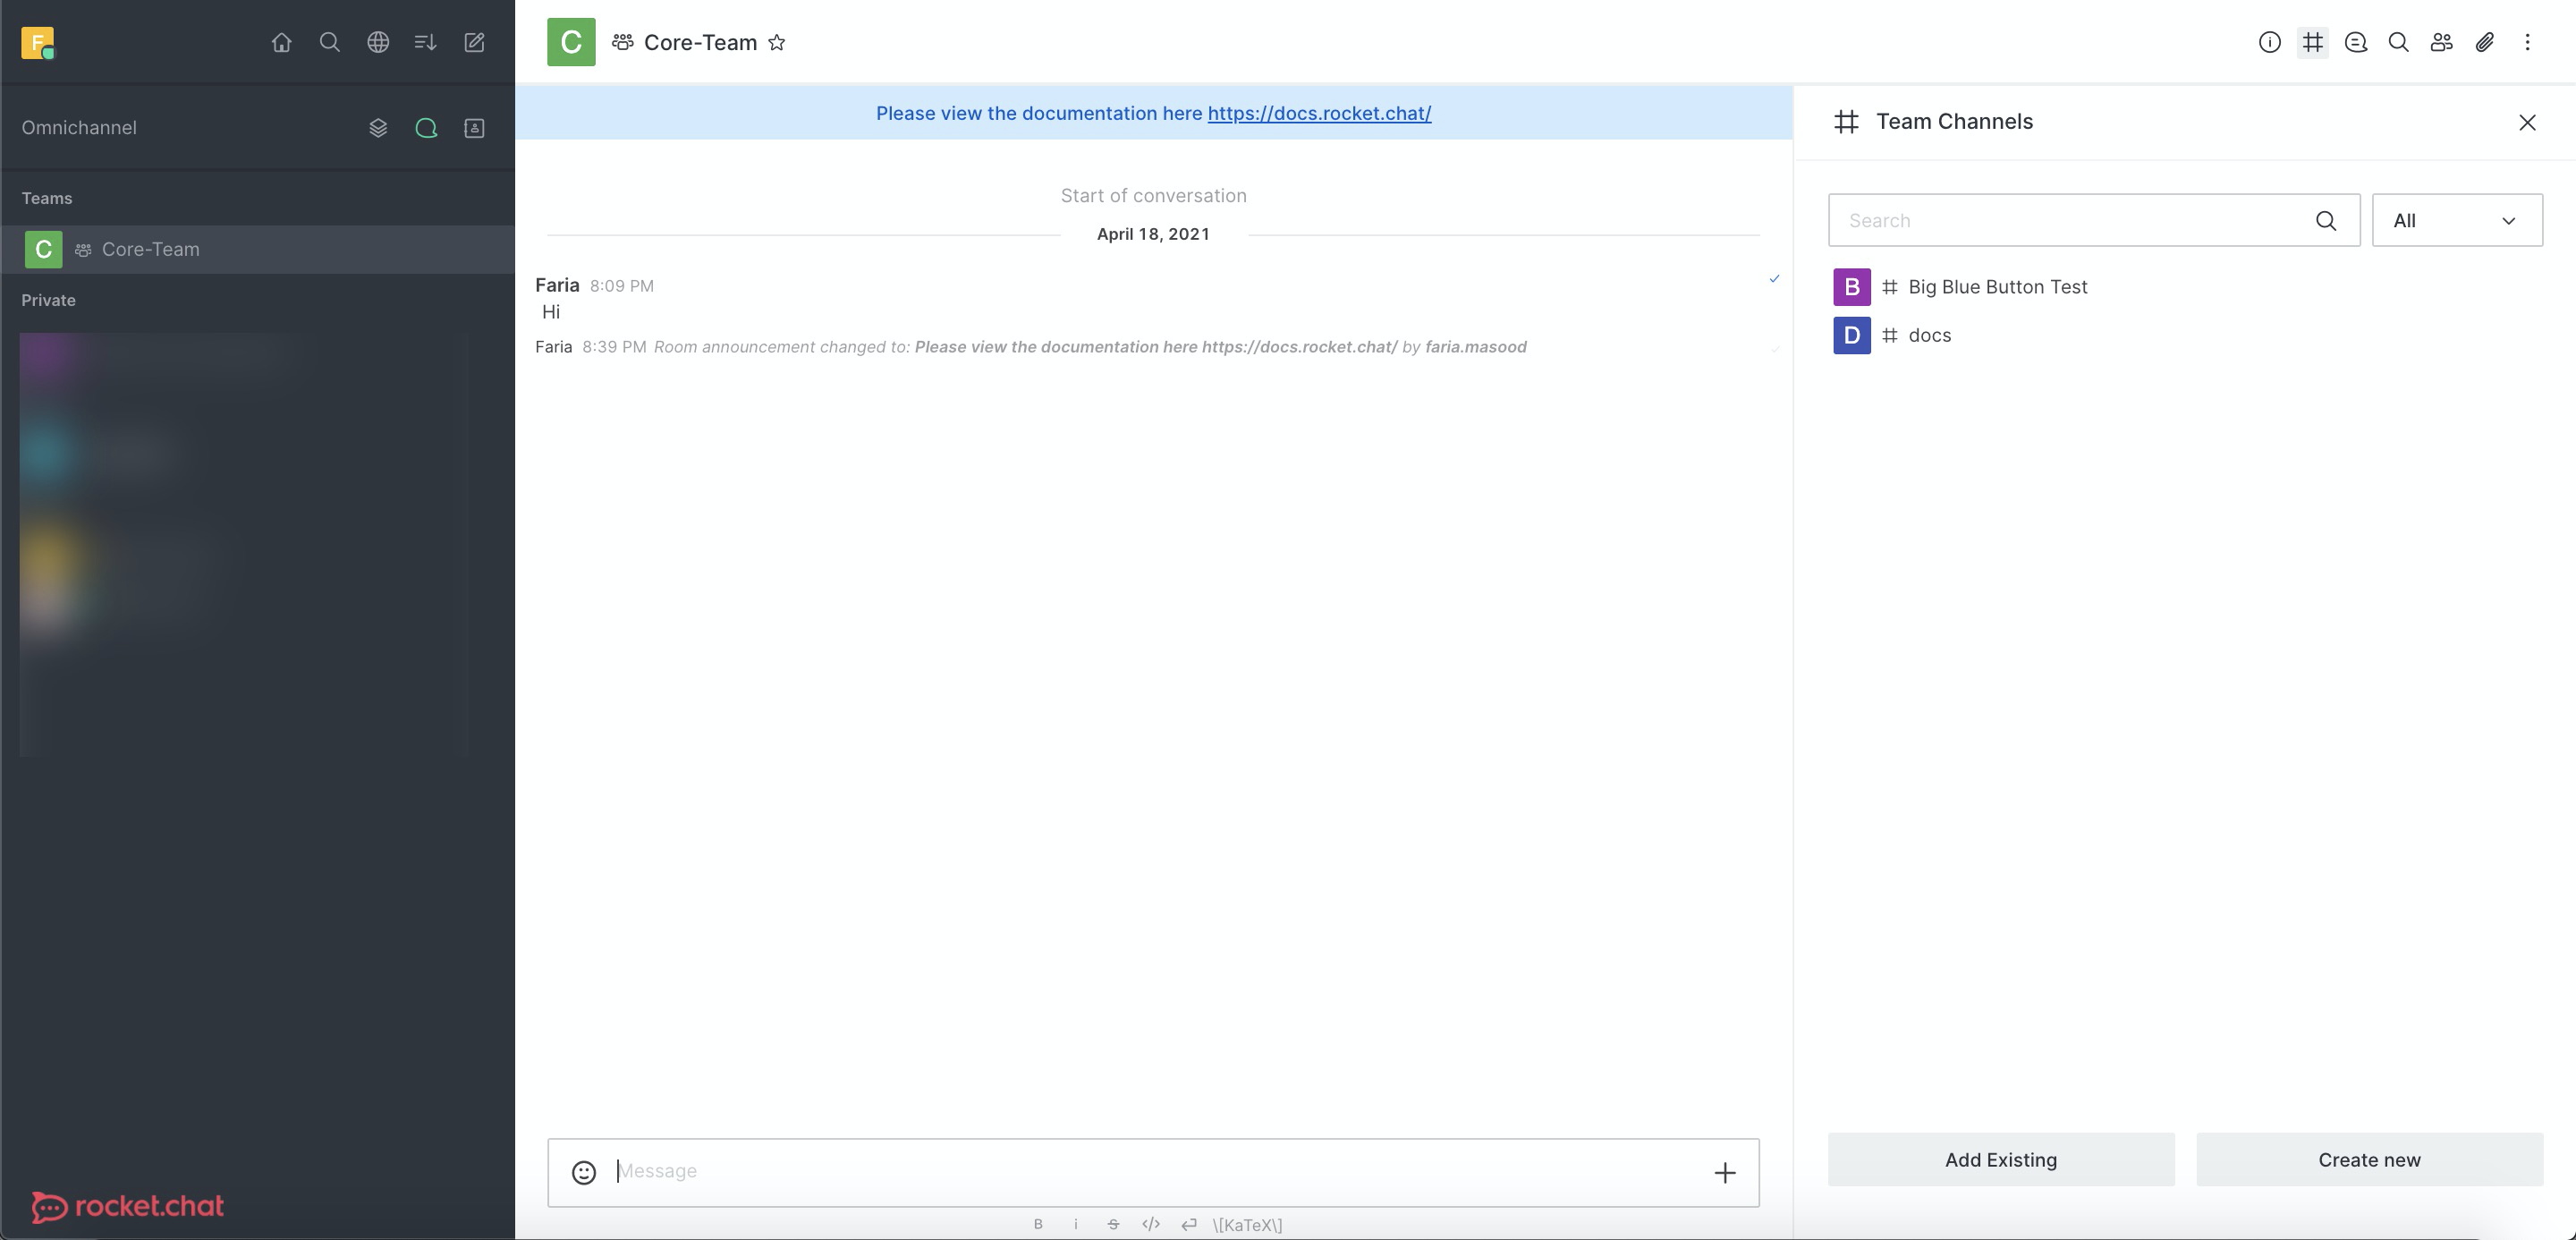 F
Omnichannel
Teams
C Core-Team
Private
rocket.chat
C Core-Team
Please view the documentation here https://docs.rocket.chat/
Start of conversation
April 18, 2021
Faria 8:09 PM
Hi
Faria 8:39 PM Room announcement changed to: Please view the documentation here https://docs.rocket.chat/ by faria.masood
Message
B i S </> \[KaTeX\]
Team Channels
Search
All
B # Big Blue Button Test
D # docs
Add Existing
Create new